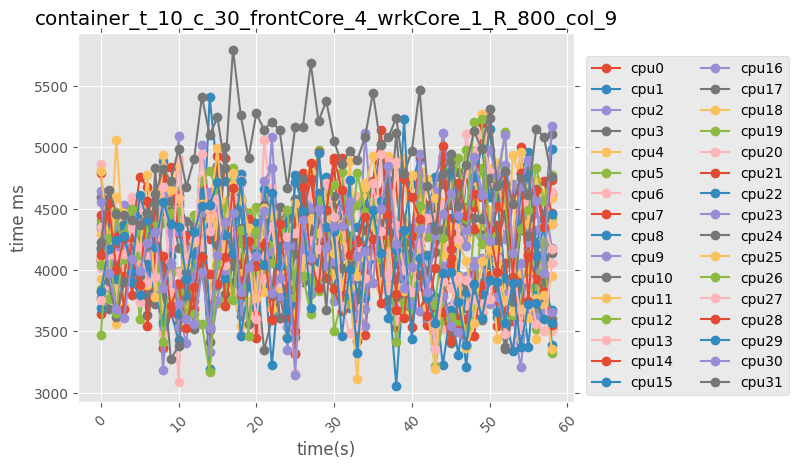 container_t_10_c_30_frontCore_4_wrkCore_1_R_800_col_9
time ms
5500
5000
4500
4000
3500
3000
0
10
20
30
40
50
60
time(s)
cpu0
cpu1
cpu2
cpu3
cpu4
cpu5
cpu6
cpu7
cpu8
cpu9
cpu10
cpu11
cpu12
cpu13
cpu14
cpu15
cpu16
cpu17
cpu18
cpu19
cpu20
cpu21
cpu22
cpu23
cpu24
cpu25
cpu26
cpu27
cpu28
cpu29
cpu30
cpu31